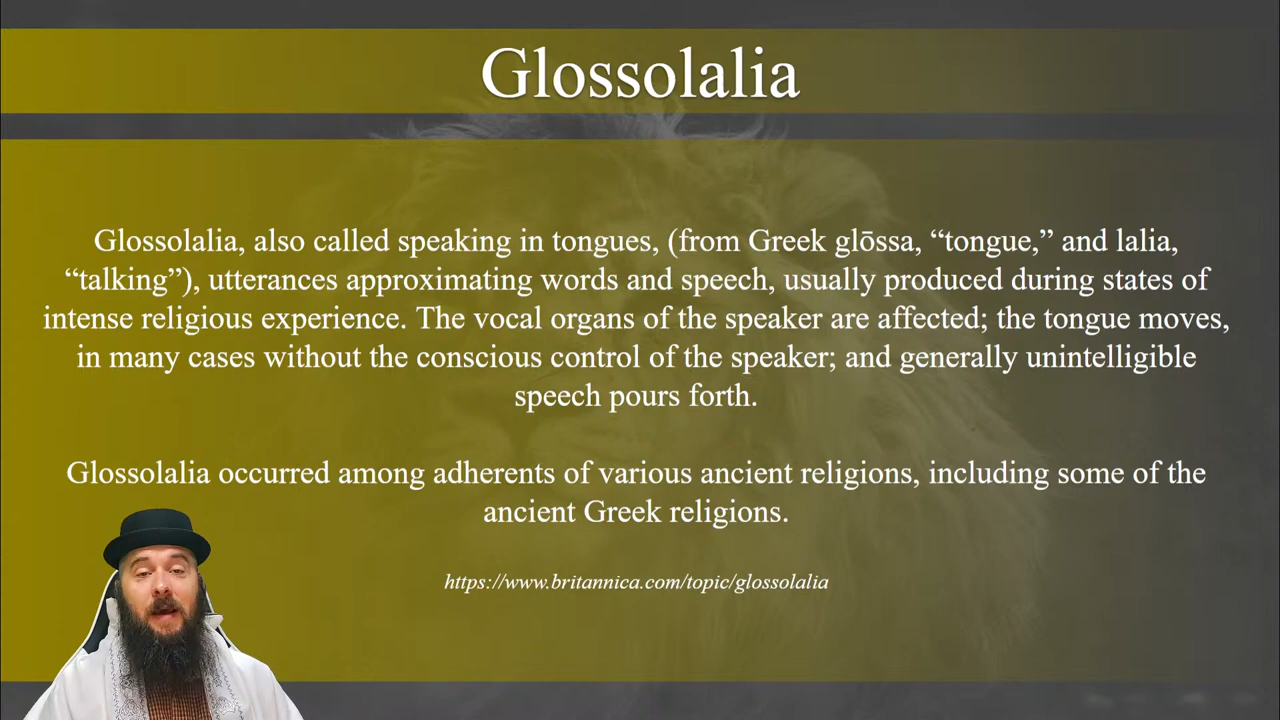 Glossolalia
Glossolalia, also called speaking in tongues, (from Greek glōssa, “tongue,” and lalia,
“talking”), utterances approximating words and speech, usually produced during states of
intense religious experience. The vocal organs of the speaker are affected; the tongue moves,
in many cases without the conscious control of the speaker; and generally unintelligible
speech pours forth.
Glossolalia occurred among adherents of various ancient religions, including some of the
ancient Greek religions.
https://www.britannica.com/topic/glossolalia